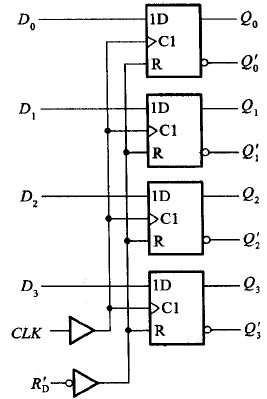 D₀ 1D Q₀
C1
R Q′₀
D₁ 1D Q₁
C1
R Q′₁
D₂ 1D Q₂
C1
R Q′₂
D₃ 1D Q₃
CLK C1
R Q′₃
R′D